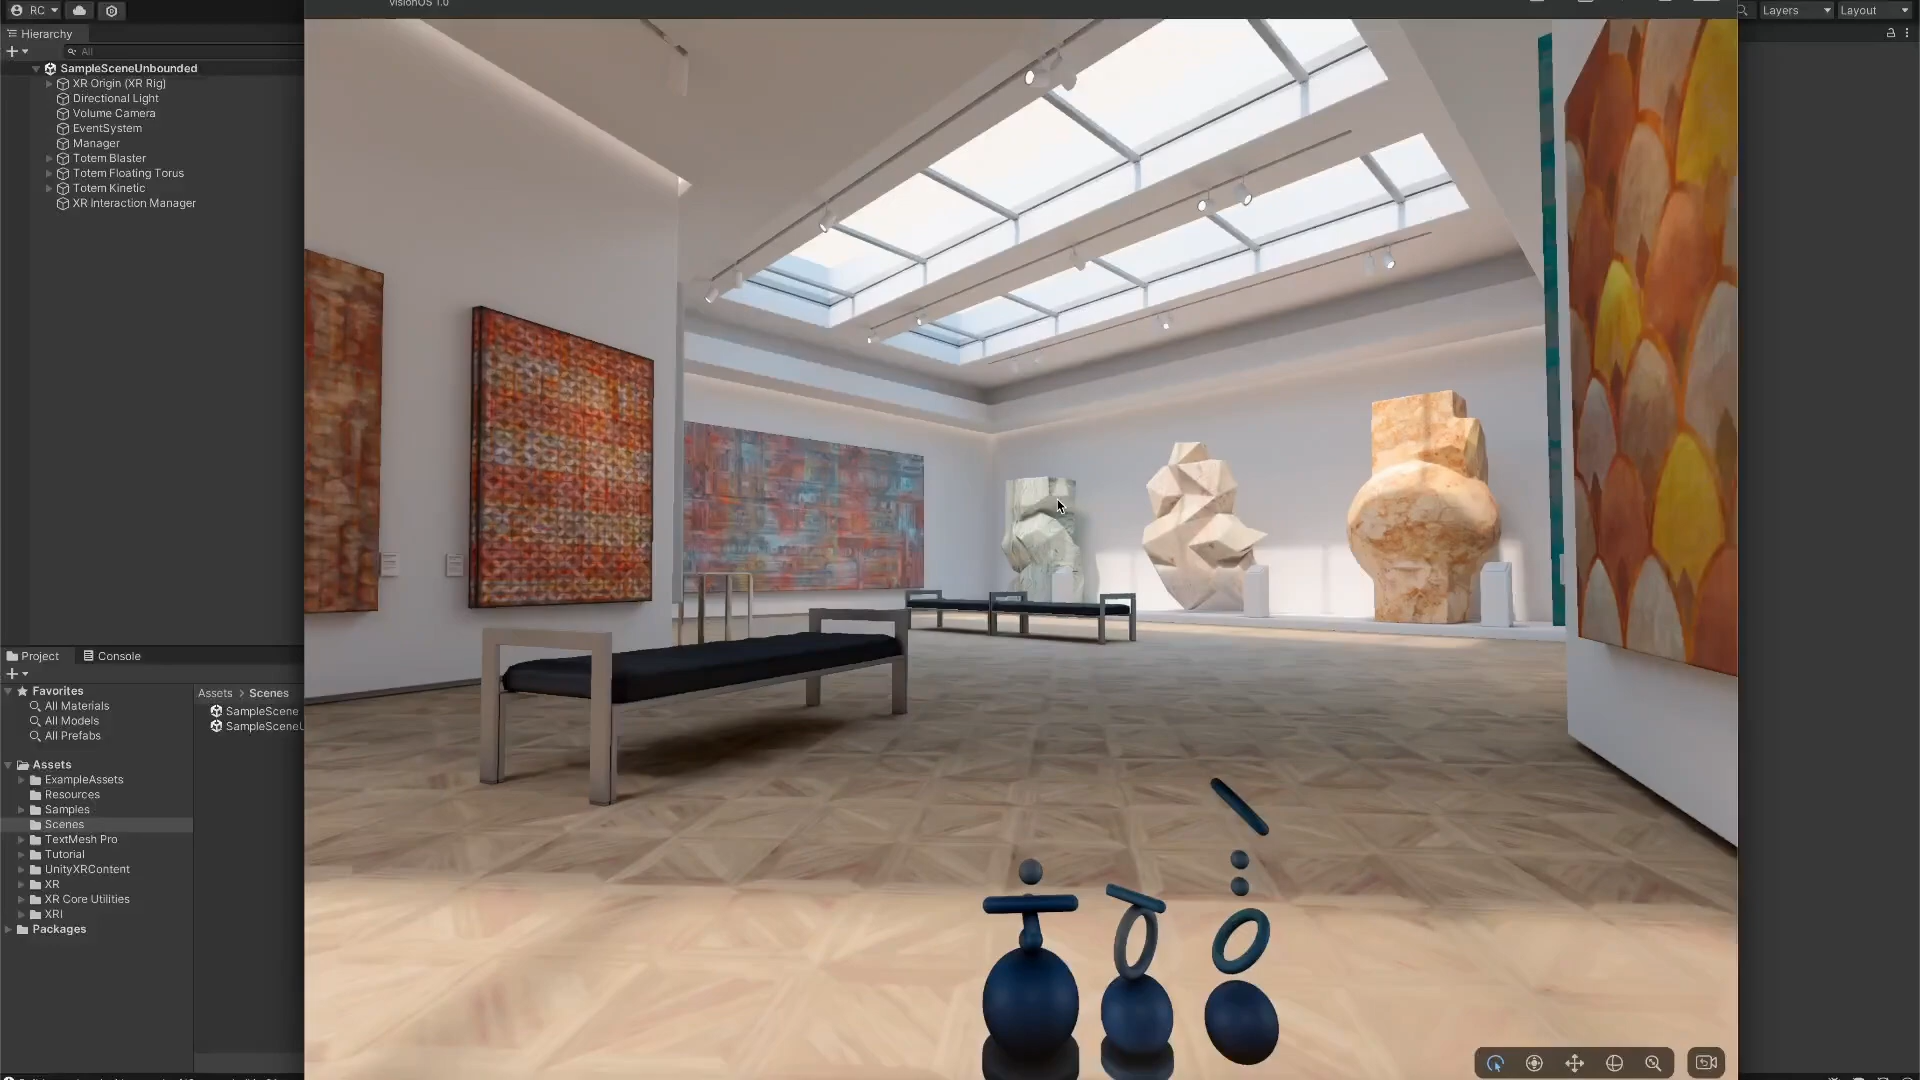 visionOS 1.0
RC
Layers
Layout
Hierarchy
All
SampleSceneUnbounded
XR Origin (XR Rig)
Directional Light
Volume Camera
EventSystem
Manager
Totem Blaster
Totem Floating Torus
Totem Kinetic
XR Interaction Manager
Project
Console
Favorites
All Materials
All Models
All Prefabs
Assets
ExampleAssets
Resources
Samples
Scenes
TextMesh Pro
Tutorial
UnityXRContent
XR
XR Core Utilities
XRI
Packages
Assets > Scenes
SampleScene
SampleSceneU